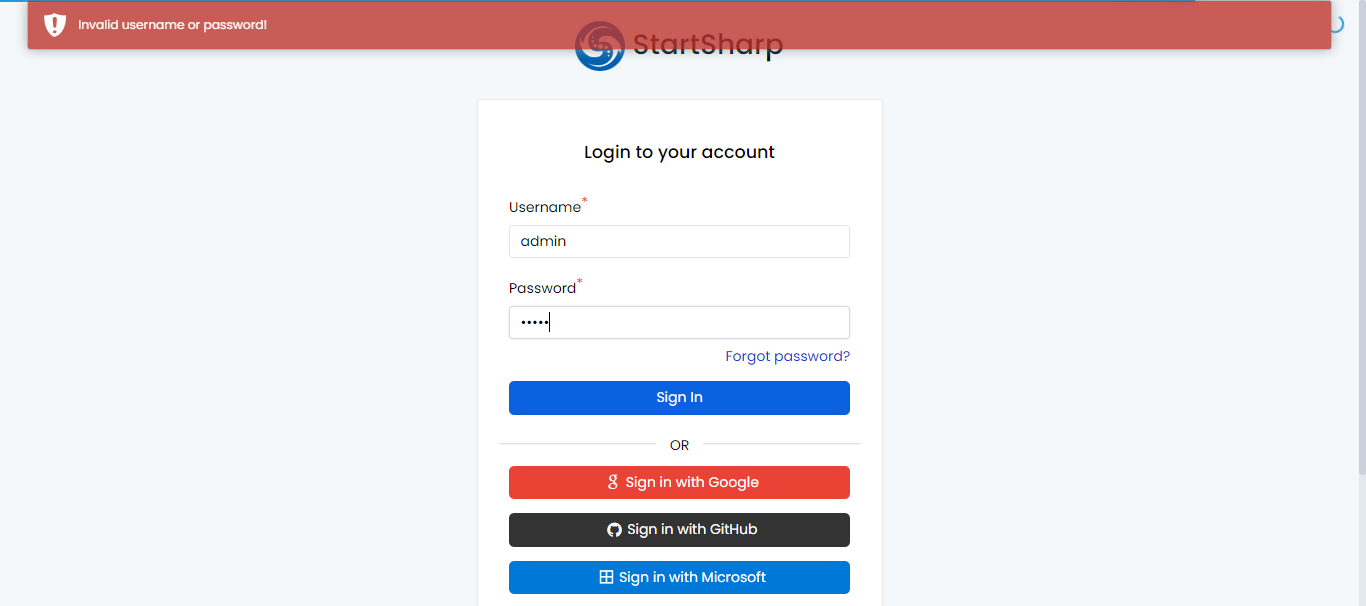 Invalid username or password!
StartSharp
Login to your account
Username*
admin
Password*
•••••
Forgot password?
Sign In
OR
Sign in with Google
Sign in with GitHub
Sign in with Microsoft